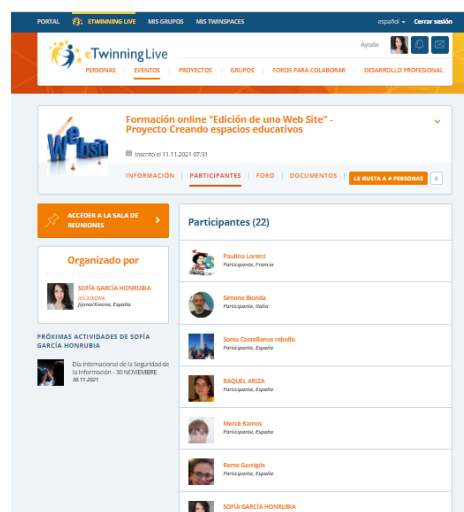 PORTAL ETWINNING LIVE MIS GRUPOS MIS TWINSPACES español Cerrar sesión
eTwinning Live
Ayuda
PERSONAS EVENTOS PROYECTOS GRUPOS FOROS PARA COLABORAR DESARROLLO PROFESIONAL
Formación online "Edición de una Web Site" -
Proyecto Creando espacios educativos
Inscrito el 11.11.2021 07:31
Website
INFORMACIÓN PARTICIPANTES FORO DOCUMENTOS LE GUSTA A # PERSONAS 0
ACCEDER A LA SALA DE
REUNIONES
Organizado por
SOFÍA GARCÍA HONRUBIA
IES XIXONA
Jijona/Xixona, España
PRÓXIMAS ACTIVIDADES DE SOFÍA
GARCÍA HONRUBIA
Día Internacional de la Seguridad de
la Información - 30 NOVIEMBRE
30.11.2021
Participantes (22)
Paulina Lorenz
Participante, Francia
Simone Bionda
Participante, Italia
Sonia Castellanos rebollo
Participante, España
RAQUEL ARIZA
Participante, España
Mercè Ramos
Participante, España
Reme Garrigós
Participante, España
SOFÍA GARCÍA HONRUBIA